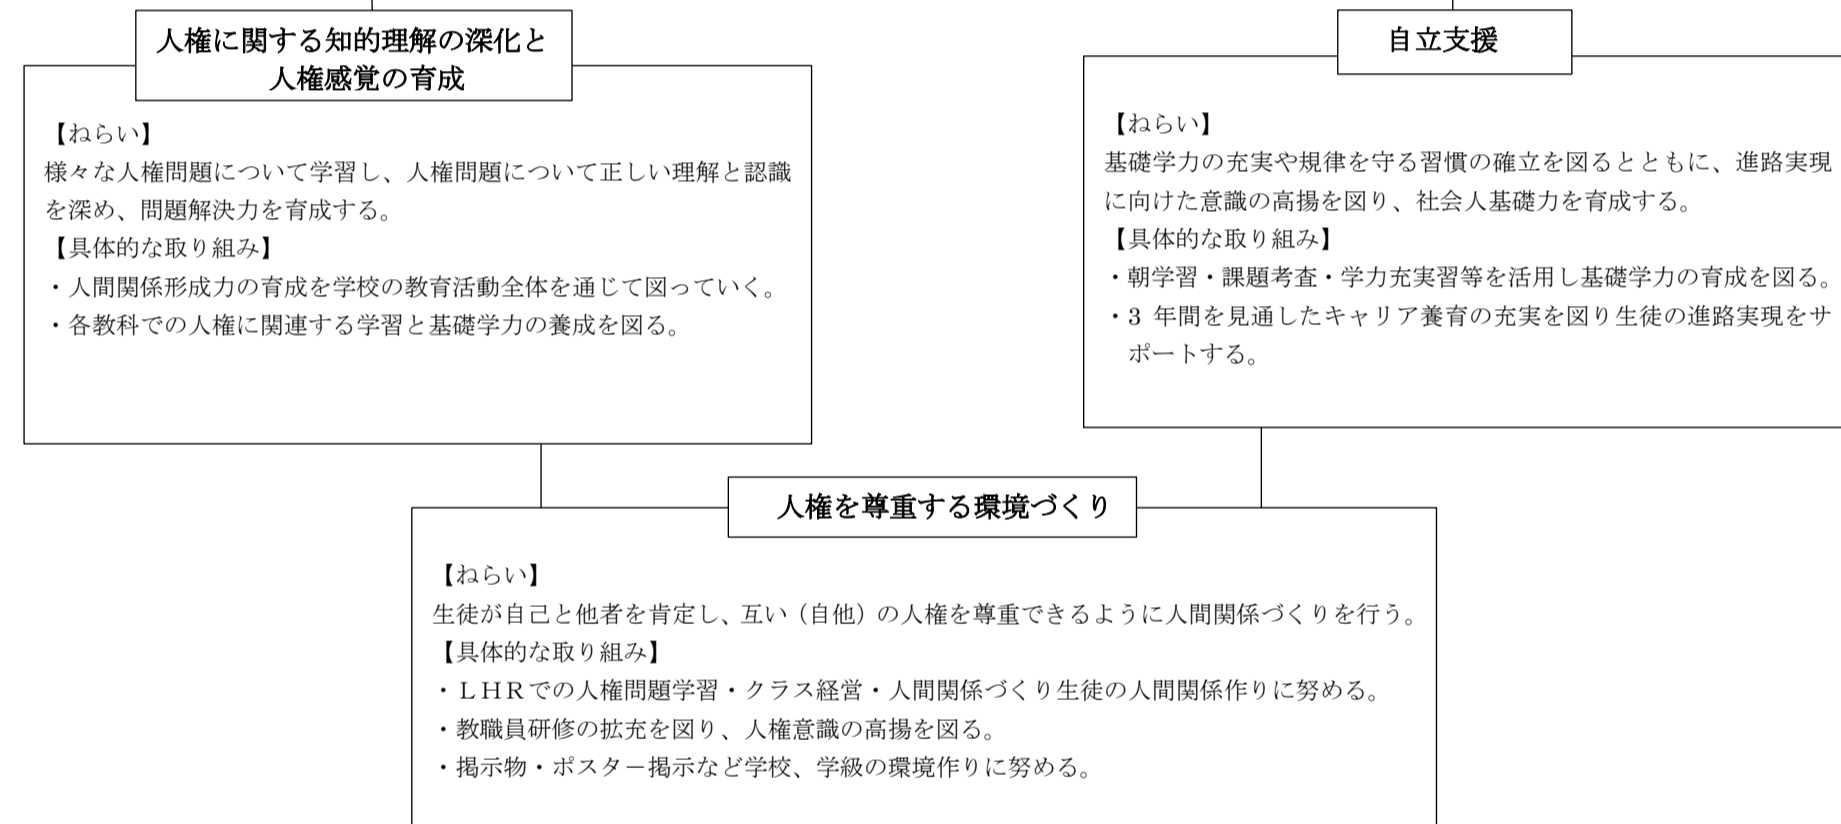 人権に関する知的理解の深化と
人権感覚の育成
【ねらい】
様々な人権問題について学習し、人権問題について正しい理解と認識
を深め、問題解決力を育成する。
【具体的な取り組み】
・人間関係形成力の育成を学校の教育活動全体を通じて図っていく。
・各教科での人権に関連する学習と基礎学力の養成を図る。
自立支援
【ねらい】
基礎学力の充実や規律を守る習慣の確立を図るとともに、進路実現
に向けた意識の高揚を図り、社会人基礎力を育成する。
【具体的な取り組み】
・朝学習・課題考査・学力充実習等を活用し基礎学力の育成を図る。
・3 年間を見通したキャリア養育の充実を図り生徒の進路実現をサ
ポートする。
人権を尊重する環境づくり
【ねらい】
生徒が自己と他者を肯定し、互い（自他）の人権を尊重できるように人間関係づくりを行う。
【具体的な取り組み】
・ＬＨＲでの人権問題学習・クラス経営・人間関係づくり生徒の人間関係作りに努める。
・教職員研修の拡充を図り、人権意識の高揚を図る。
・掲示物・ポスタ－掲示など学校、学級の環境作りに努める。